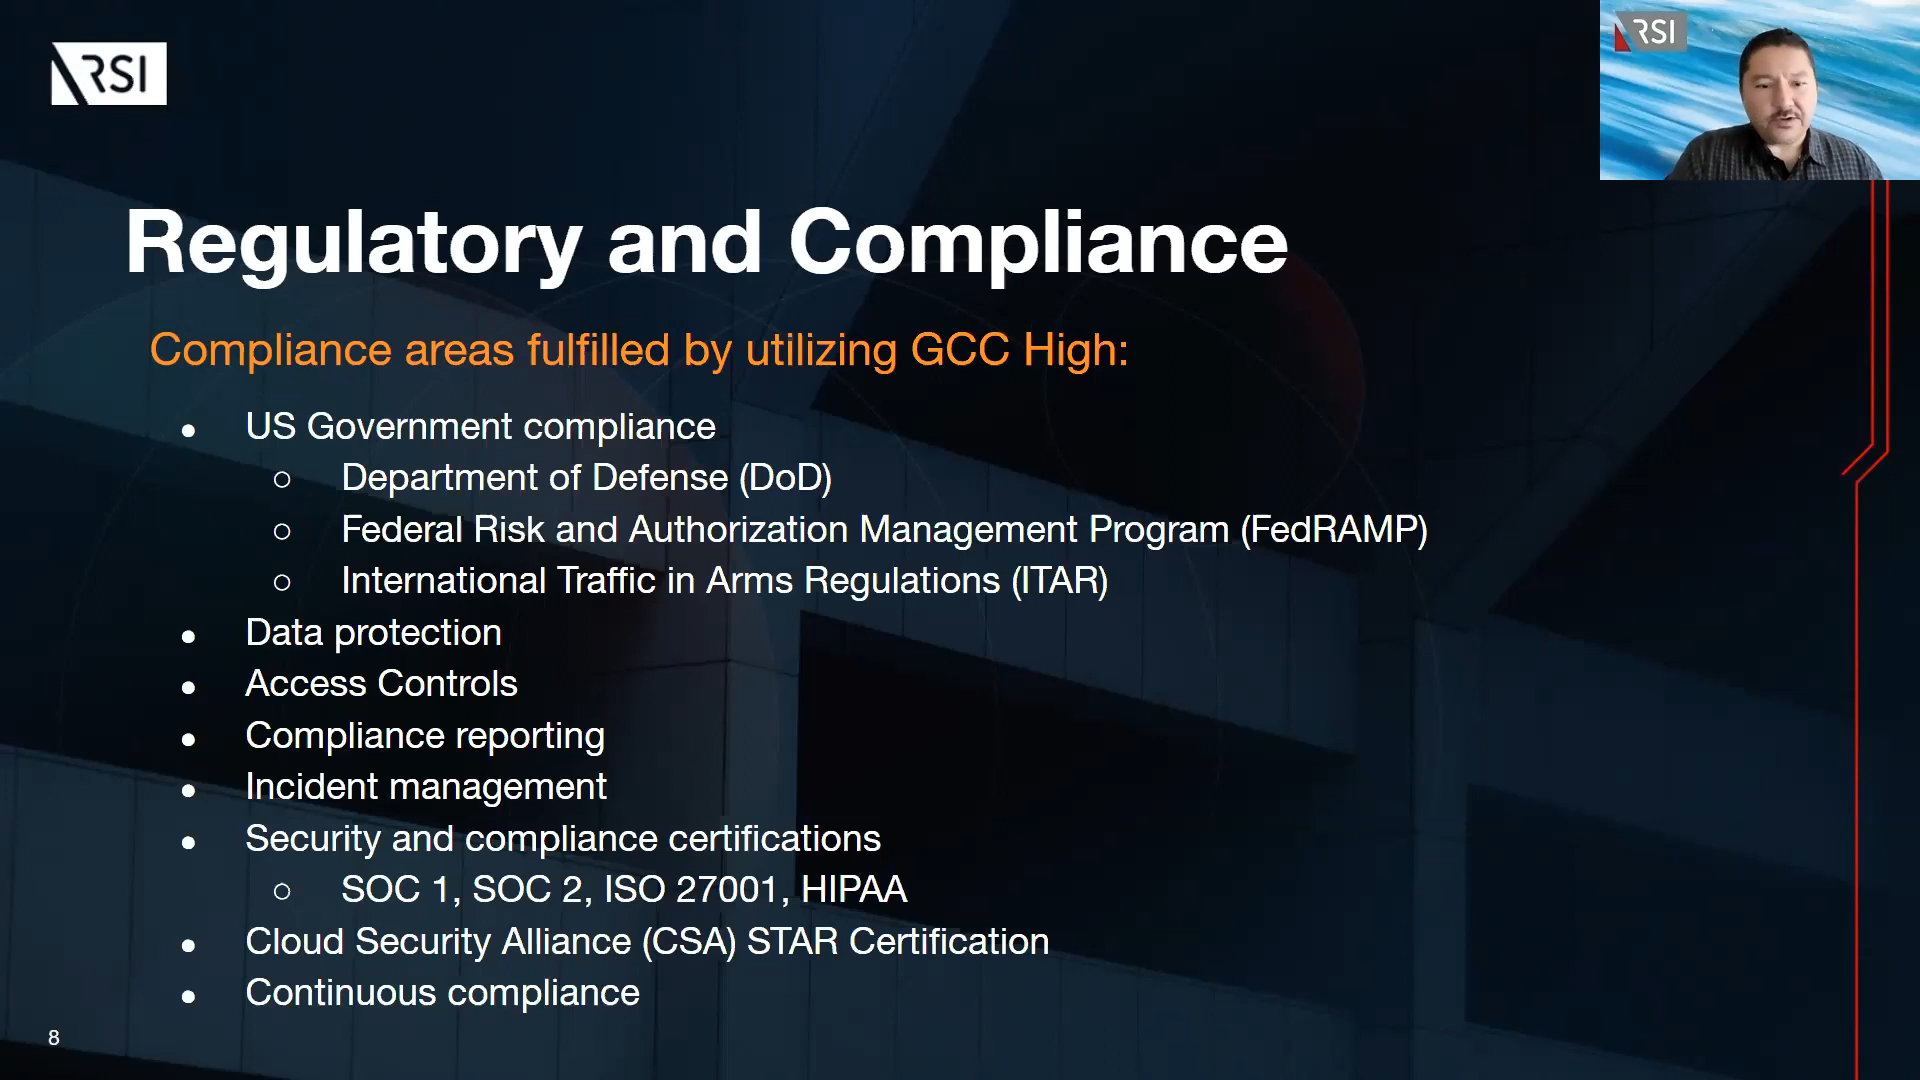 RSI
RSI
Regulatory and Compliance
Compliance areas fulfilled by utilizing GCC High:
● US Government compliance
○ Department of Defense (DoD)
○ Federal Risk and Authorization Management Program (FedRAMP)
○ International Traffic in Arms Regulations (ITAR)
● Data protection
● Access Controls
● Compliance reporting
● Incident management
● Security and compliance certifications
○ SOC 1, SOC 2, ISO 27001, HIPAA
● Cloud Security Alliance (CSA) STAR Certification
● Continuous compliance
8